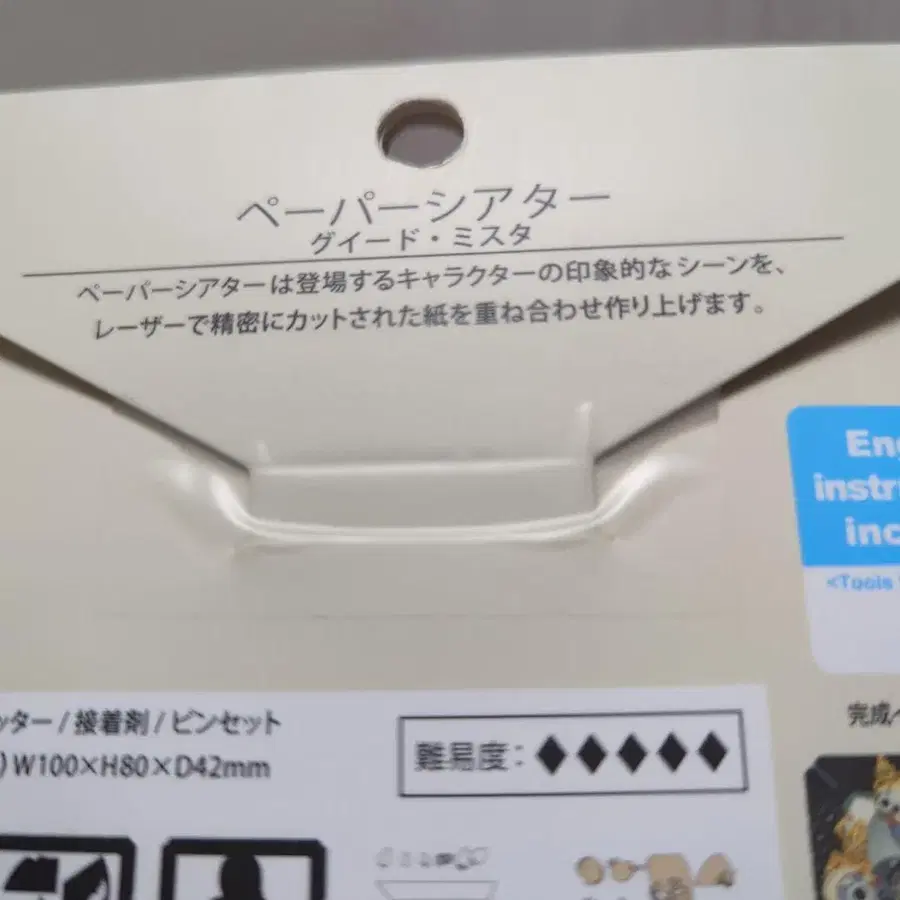 ペーパーシアター
グイード・ミスタ
ペーパーシアターは登場するキャラクターの印象的なシーンを、
レーザーで精密にカットされた紙を重ね合わせ作り上げます。
Eng
instru
inc
<Tools
ッター / 接着剤 / ピンセット
) W100×H80×D42mm
難易度:♦♦♦♦♦
完成